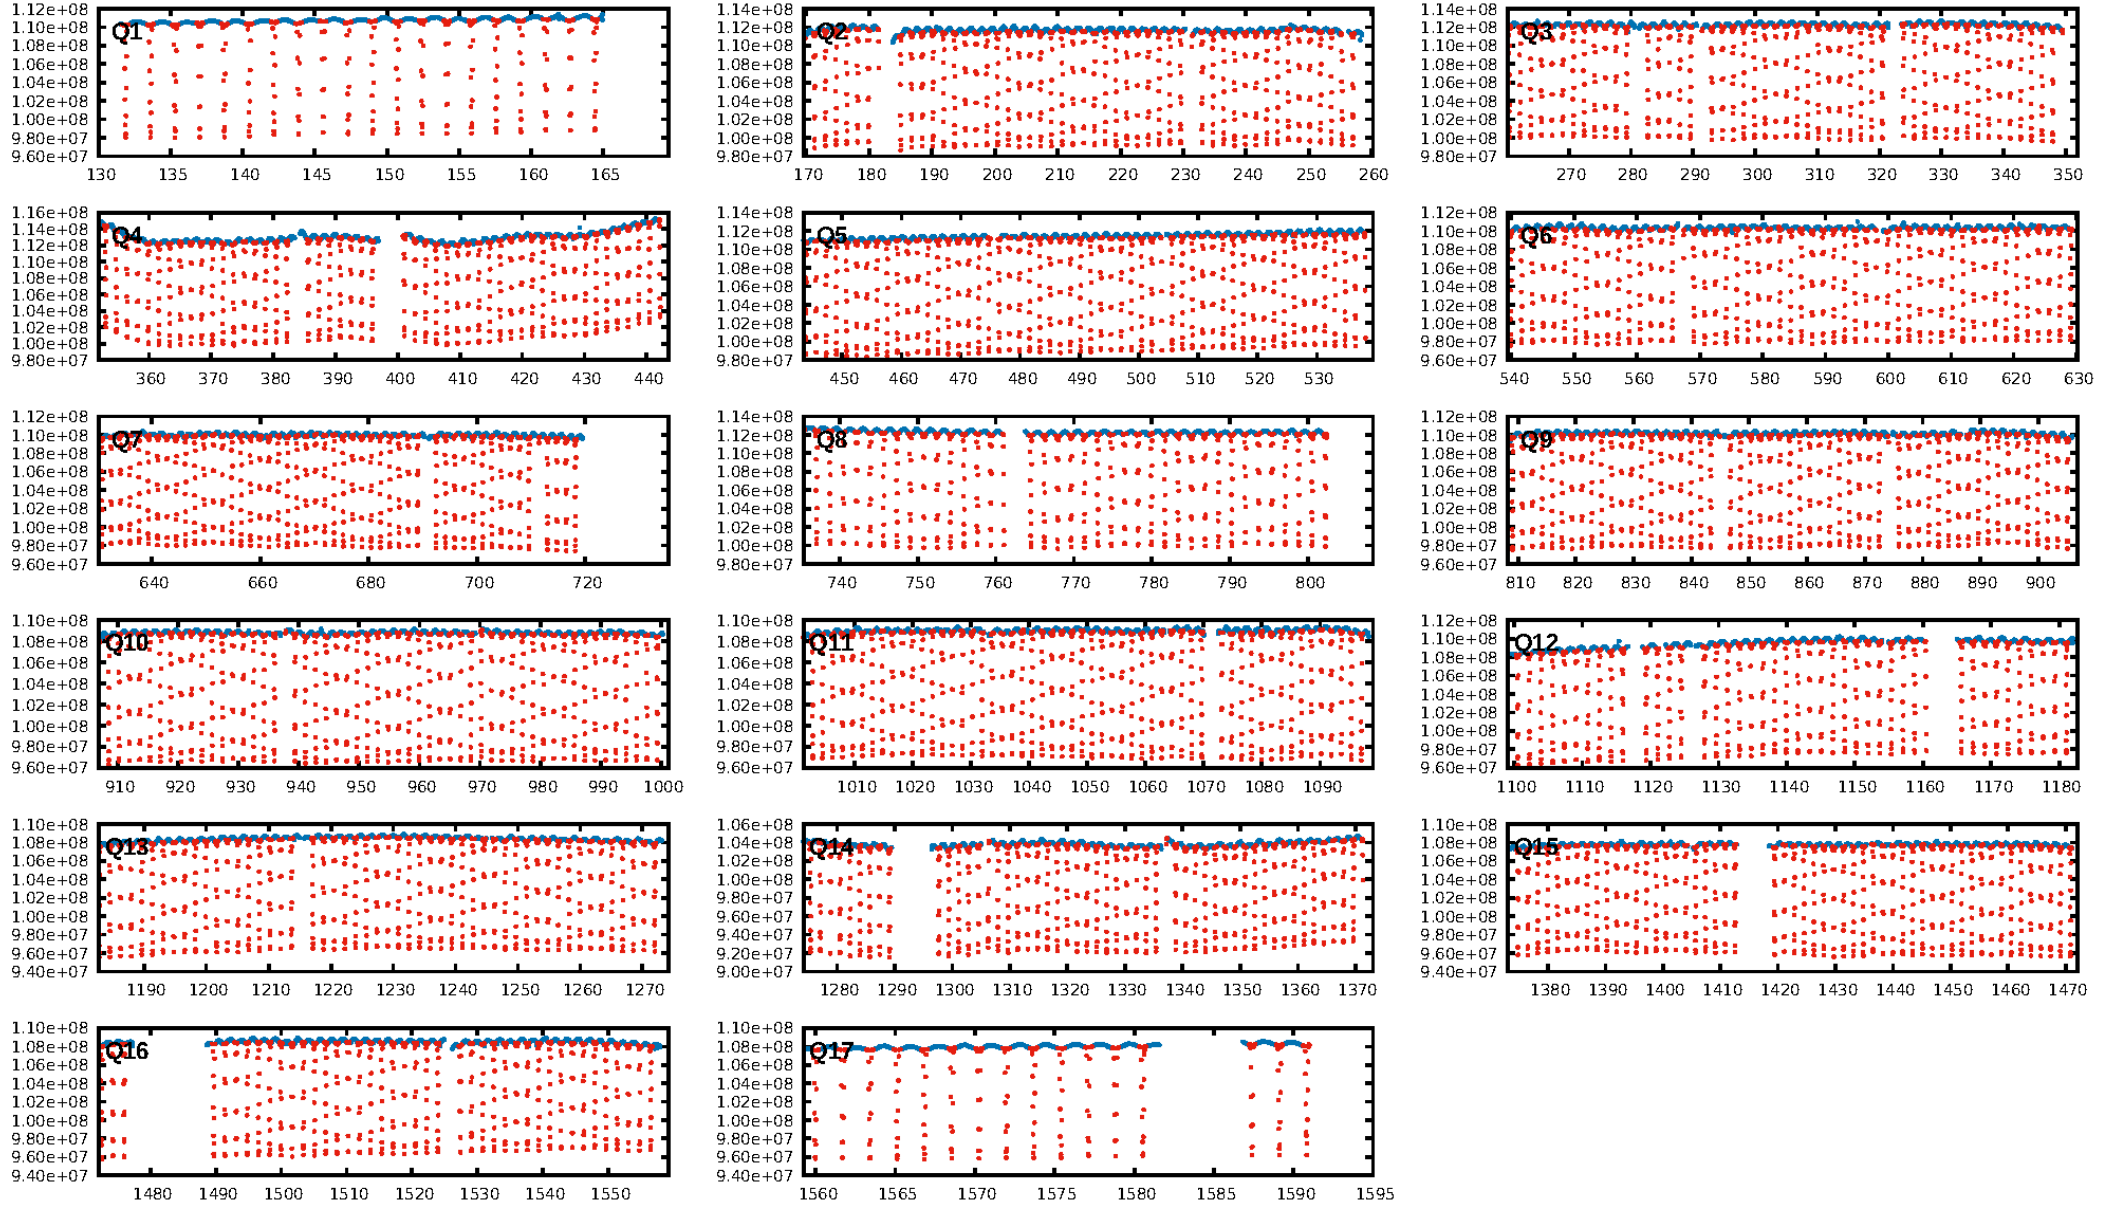 1.12e+08
1.10e+08
1.08e+08
1.06e+08
1.04e+08
1.02e+08
1.00e+08
9.80e+07
9.60e+07
Q1
130 135 140 145 150 155 160 165
1.14e+08
1.12e+08
1.10e+08
1.08e+08
1.06e+08
1.04e+08
1.02e+08
1.00e+08
9.80e+07
Q2
170 180 190 200 210 220 230 240 250 260
1.14e+08
1.12e+08
1.10e+08
1.08e+08
1.06e+08
1.04e+08
1.02e+08
1.00e+08
9.80e+07
Q3
270 280 290 300 310 320 330 340 350
1.16e+08
1.14e+08
1.12e+08
1.10e+08
1.08e+08
1.06e+08
1.04e+08
1.02e+08
1.00e+08
9.80e+07
Q4
360 370 380 390 400 410 420 430 440
1.14e+08
1.12e+08
1.10e+08
1.08e+08
1.06e+08
1.04e+08
1.02e+08
1.00e+08
9.80e+07
Q5
450 460 470 480 490 500 510 520 530
1.12e+08
1.10e+08
1.08e+08
1.06e+08
1.04e+08
1.02e+08
1.00e+08
9.80e+07
9.60e+07
Q6
540 550 560 570 580 590 600 610 620 630
1.12e+08
1.10e+08
1.08e+08
1.06e+08
1.04e+08
1.02e+08
1.00e+08
9.80e+07
9.60e+07
Q7
640 660 680 700 720
1.14e+08
1.12e+08
1.10e+08
1.08e+08
1.06e+08
1.04e+08
1.02e+08
1.00e+08
9.80e+07
Q8
740 750 760 770 780 790 800
1.12e+08
1.10e+08
1.08e+08
1.06e+08
1.04e+08
1.02e+08
1.00e+08
9.80e+07
9.60e+07
Q9
810 820 830 840 850 860 870 880 890 900
1.10e+08
1.08e+08
1.06e+08
1.04e+08
1.02e+08
1.00e+08
9.80e+07
9.60e+07
Q10
910 920 930 940 950 960 970 980 990 1000
1.10e+08
1.08e+08
1.06e+08
1.04e+08
1.02e+08
1.00e+08
9.80e+07
9.60e+07
Q11
1010 1020 1030 1040 1050 1060 1070 1080 1090
1.12e+08
1.10e+08
1.08e+08
1.06e+08
1.04e+08
1.02e+08
1.00e+08
9.80e+07
9.60e+07
Q12
1100 1110 1120 1130 1140 1150 1160 1170 1180
1.10e+08
1.08e+08
1.06e+08
1.04e+08
1.02e+08
1.00e+08
9.80e+07
9.60e+07
9.40e+07
Q13
1190 1200 1210 1220 1230 1240 1250 1260 1270
1.06e+08
1.04e+08
1.02e+08
1.00e+08
9.80e+07
9.60e+07
9.40e+07
9.20e+07
9.00e+07
Q14
1280 1290 1300 1310 1320 1330 1340 1350 1360 1370
1.10e+08
1.08e+08
1.06e+08
1.04e+08
1.02e+08
1.00e+08
9.80e+07
9.60e+07
9.40e+07
Q15
1380 1390 1400 1410 1420 1430 1440 1450 1460 1470
1.10e+08
1.08e+08
1.06e+08
1.04e+08
1.02e+08
1.00e+08
9.80e+07
9.60e+07
9.40e+07
Q16
1480 1490 1500 1510 1520 1530 1540 1550
1.10e+08
1.08e+08
1.06e+08
1.04e+08
1.02e+08
1.00e+08
9.80e+07
9.60e+07
9.40e+07
Q17
1560 1565 1570 1575 1580 1585 1590 1595